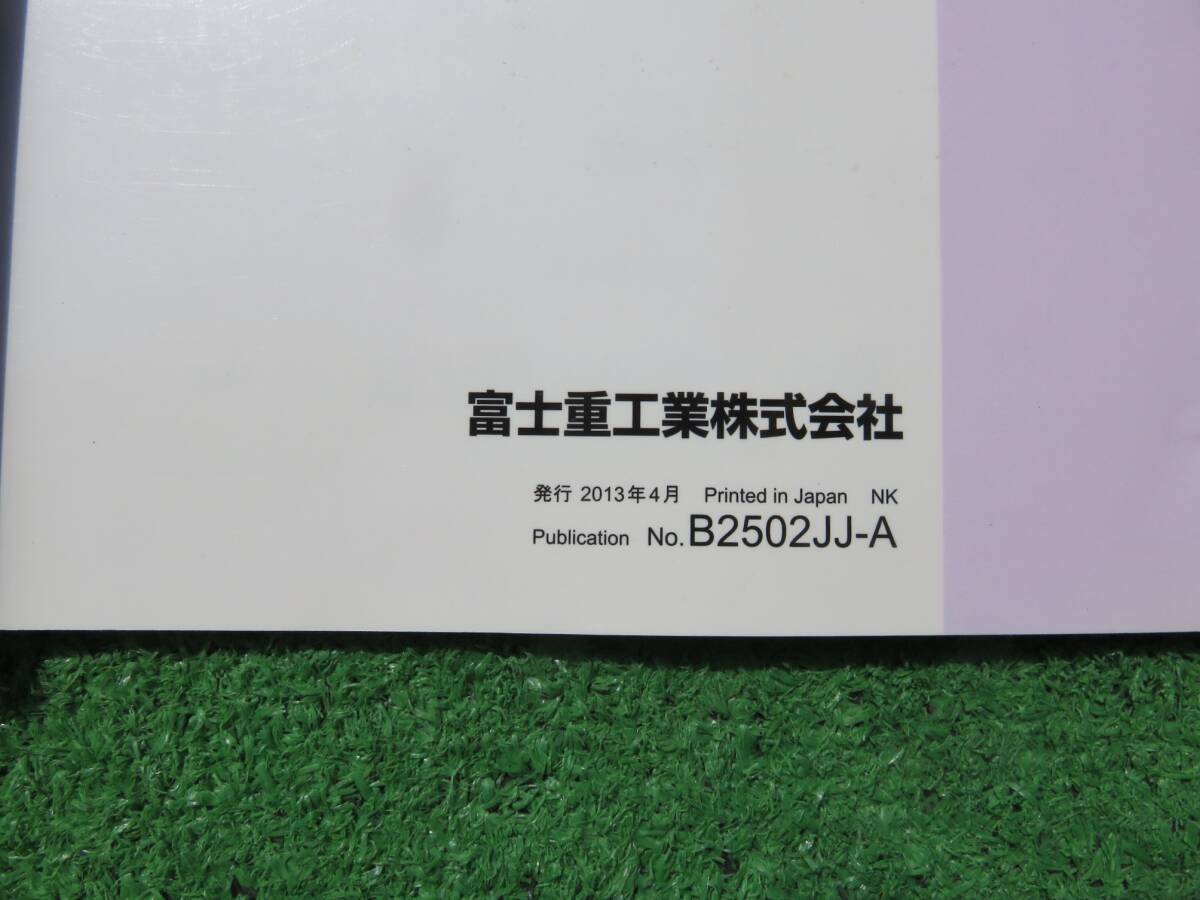 富士重工業株式会社
発行 2013年4月 Printed in Japan NK
Publication No. B2502JJ-A